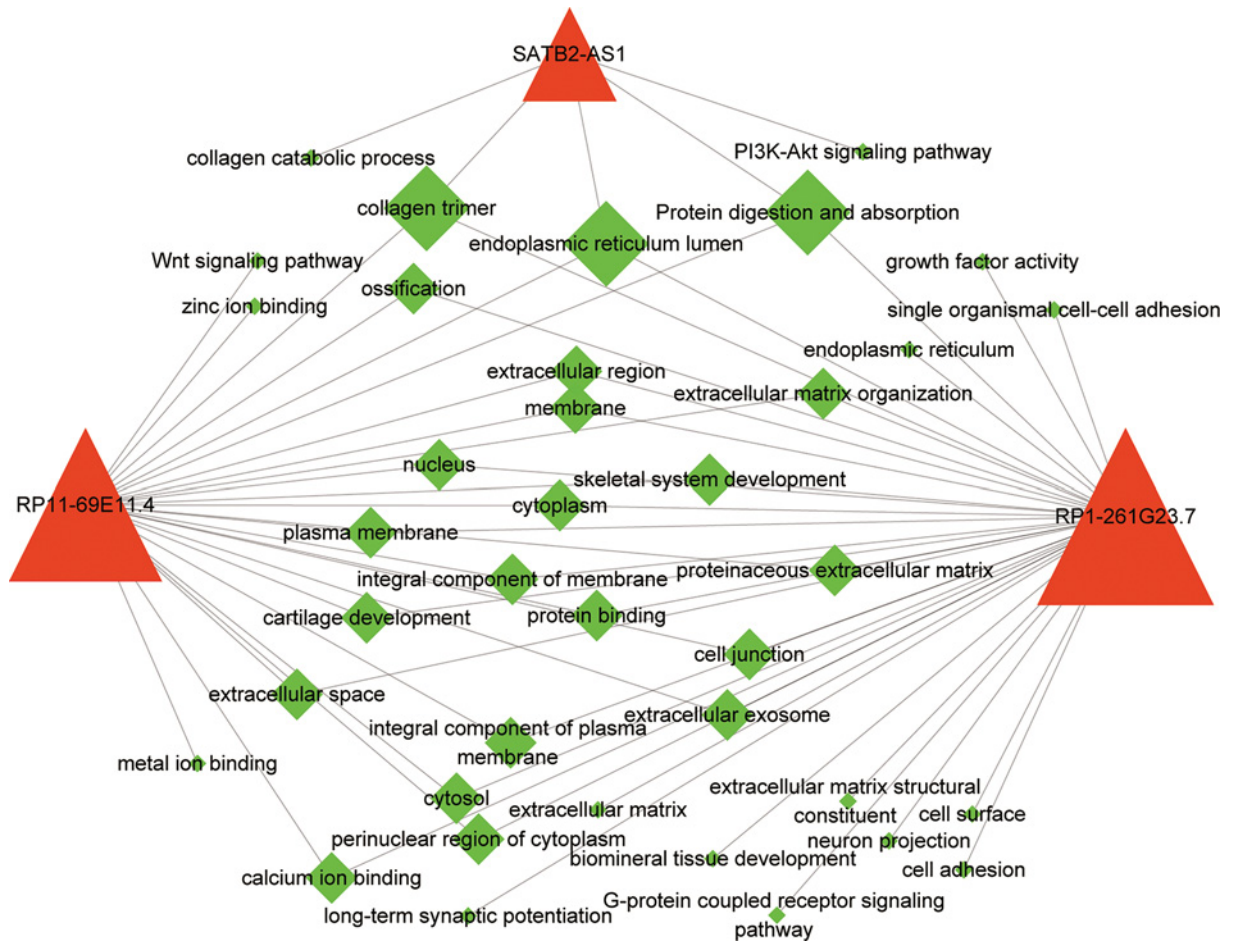 SATB2-AS1
collagen catabolic process
PI3K-Akt signaling pathway
collagen trimer
Protein digestion and absorption
endoplasmic reticulum lumen
Wnt signaling pathway
growth factor activity
ossification
zinc ion binding
single organismal cell-cell adhesion
endoplasmic reticulum
extracellular region
extracellular matrix organization
membrane
nucleus
skeletal system development
RP11-69E11.4
cytoplasm
RP1-261G23.7
plasma membrane
integral component of membrane
proteinaceous extracellular matrix
cartilage development
protein binding
cell junction
extracellular space
extracellular exosome
integral component of plasma
membrane
metal ion binding
extracellular matrix structural
constituent
cytosol
extracellular matrix
cell surface
perinuclear region of cytoplasm
neuron projection
biomineral tissue development
cell adhesion
calcium ion binding
G-protein coupled receptor signaling
pathway
long-term synaptic potentiation